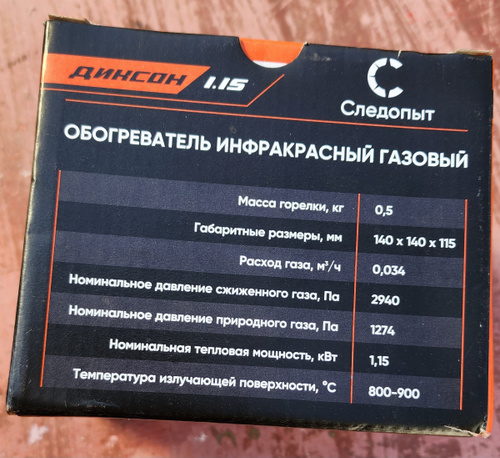 ДИКСОН 1.15
Следопыт
ОБОГРЕВАТЕЛЬ ИНФРАКРАСНЫЙ ГАЗОВЫЙ
Масса горелки, кг 0,5
Габаритные размеры, мм 140 x 140 x 115
Расход газа, м³/ч 0,034
Номинальное давление сжиженного газа, Па 2940
Номинальное давление природного газа, Па 1274
Номинальная тепловая мощность, кВт 1,15
Температура излучающей поверхности, °C 800-900